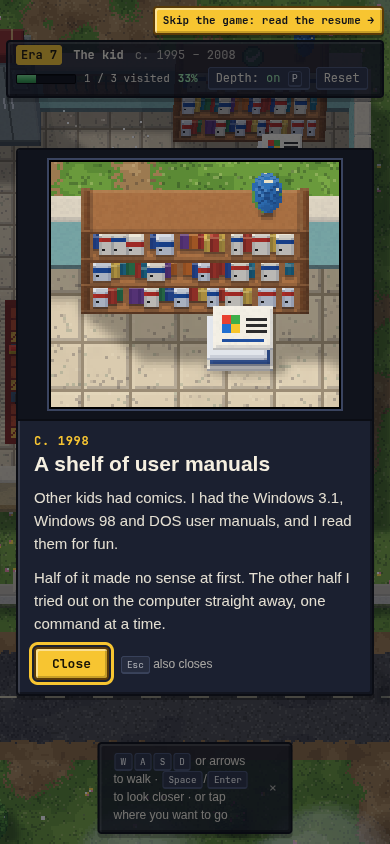 Skip the game: read the resume →
Era 7 The kid c. 1995 – 2008
1 / 3 visited 33% Depth: on P Reset
C. 1998
A shelf of user manuals
Other kids had comics. I had the Windows 3.1,
Windows 98 and DOS user manuals, and I read
them for fun.
Half of it made no sense at first. The other half I
tried out on the computer straight away, one
command at a time.
Close Esc also closes
W A S D or arrows
to walk · Space/Enter
to look closer · or tap
where you want to go
×